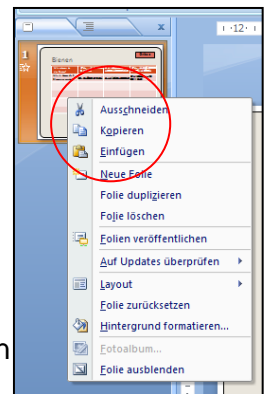 x
·12·
1
Bienen
Ausschneiden
Kopieren
Einfügen
Neue Folie
Folie duplizieren
Folie löschen
Folien veröffentlichen
Auf Updates überprüfen
Layout
Folie zurücksetzen
Hintergrund formatieren...
n
Fotoalbum...
Folie ausblenden